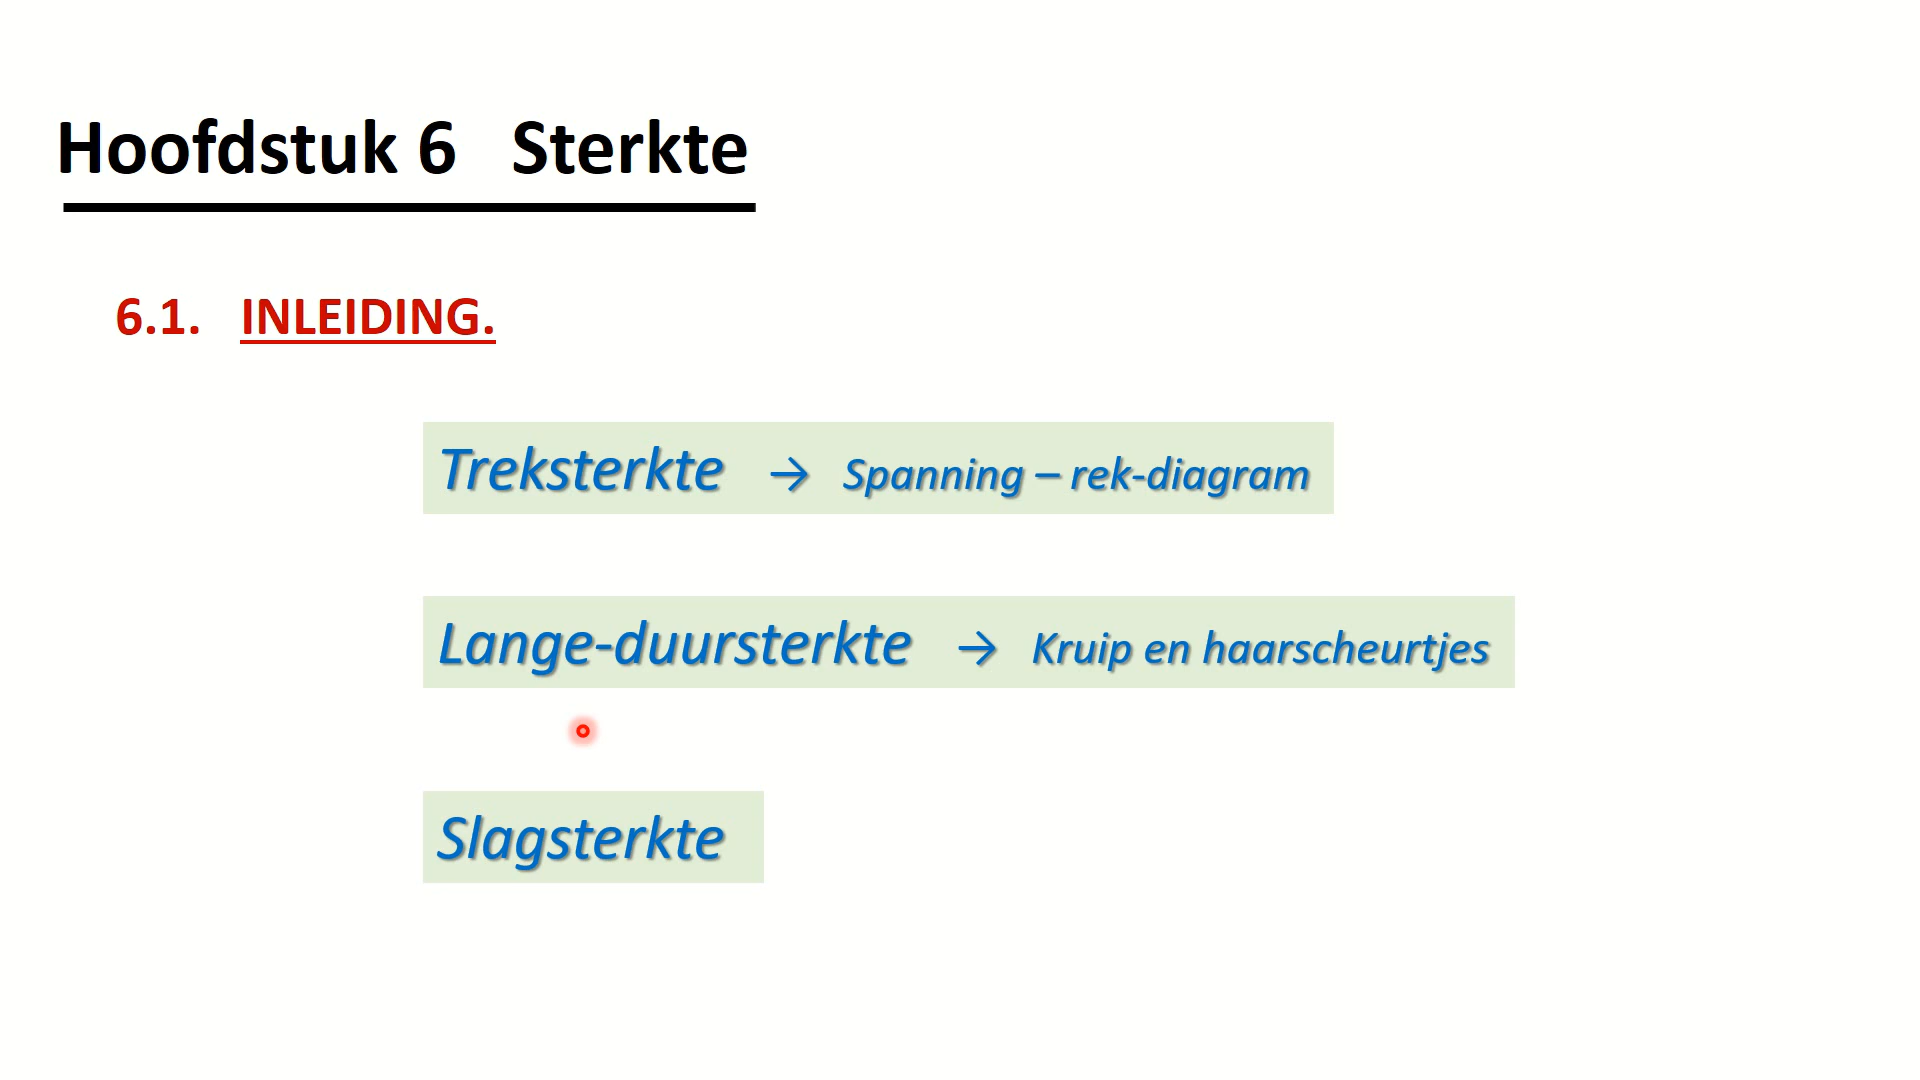 Hoofdstuk 6 Sterkte
6.1. INLEIDING.
Treksterkte → Spanning – rek-diagram
Lange-duursterkte → Kruip en haarscheurtjes
Slagsterkte